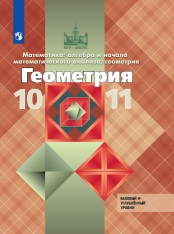 Математика: алгебра и начала
математического анализа, геометрия
Геометрия
10 11
БАЗОВЫЙ И
УГЛУБЛЁННЫЙ
УРОВНИ